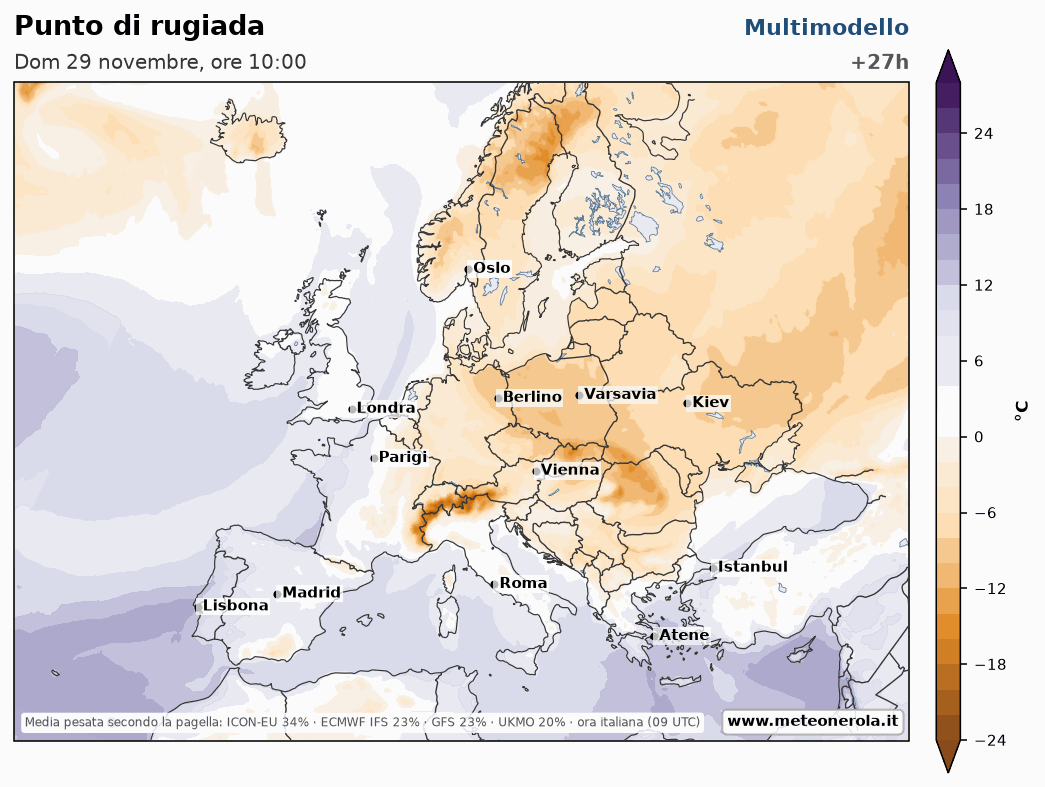 Punto di rugiada
Multimodello
Dom 29 novembre, ore 10:00
+27h
Oslo
Londra
Berlino
Varsavia
Kiev
Parigi
Vienna
Istanbul
Roma
Madrid
Lisbona
Atene
Media pesata secondo la pagella: ICON-EU 34% · ECMWF IFS 23% · GFS 23% · UKMO 20% · ora italiana (09 UTC)
www.meteonerola.it
24
18
12
6
0
−6
−12
−18
−24
°C